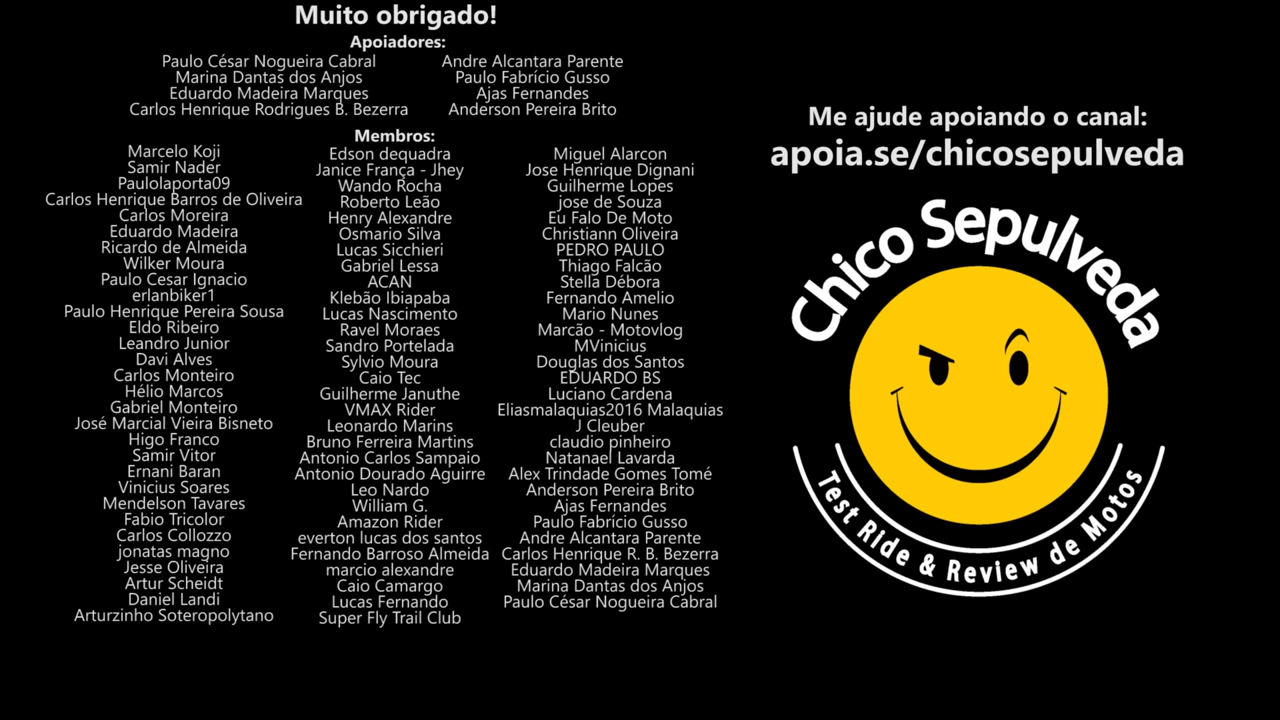 Muito obrigado!
Apoiadores:
Paulo César Nogueira Cabral
Marina Dantas dos Anjos
Eduardo Madeira Marques
Carlos Henrique Rodrigues B. Bezerra
Andre Alcantara Parente
Paulo Fabrício Gusso
Ajas Fernandes
Anderson Pereira Brito
Membros:
Marcelo Koji
Samir Nader
Paulolaporta09
Carlos Henrique Barros de Oliveira
Carlos Moreira
Eduardo Madeira
Ricardo de Almeida
Wilker Moura
Paulo Cesar Ignacio
erlanbiker1
Paulo Henrique Pereira Sousa
Eldo Ribeiro
Leandro Junior
Davi Alves
Carlos Monteiro
Hélio Marcos
Gabriel Monteiro
José Marcial Vieira Bisneto
Higo Franco
Samir Vitor
Ernani Baran
Vinicius Soares
Mendelson Tavares
Fabio Tricolor
Carlos Collozzo
jonatas magno
Jesse Oliveira
Artur Scheidt
Daniel Landi
Arturzinho Soteropolytano
Edson dequadra
Janice França - Jhey
Wando Rocha
Roberto Leão
Henry Alexandre
Osmario Silva
Lucas Sicchieri
Gabriel Lessa
ACAN
Klebão Ibiapaba
Lucas Nascimento
Ravel Moraes
Sandro Portelada
Sylvio Moura
Caio Tec
Guilherme Januthe
VMAX Rider
Leonardo Marins
Bruno Ferreira Martins
Antonio Carlos Sampaio
Antonio Dourado Aguirre
Leo Nardo
William G.
Amazon Rider
everton lucas dos santos
Fernando Barroso Almeida
marcio alexandre
Caio Camargo
Lucas Fernando
Super Fly Trail Club
Miguel Alarcon
Jose Henrique Dignani
Guilherme Lopes
jose de Souza
Eu Falo De Moto
Christiann Oliveira
PEDRO PAULO
Thiago Falcão
Stella Débora
Fernando Amelio
Mario Nunes
Marcão - Motovlog
MVinicius
Douglas dos Santos
EDUARDO BS
Luciano Cardena
Eliasmalaquias2016 Malaquias
J Cleuber
claudio pinheiro
Natanael Lavarda
Alex Trindade Gomes Tomé
Anderson Pereira Brito
Ajas Fernandes
Paulo Fabrício Gusso
Andre Alcantara Parente
Carlos Henrique R. B. Bezerra
Eduardo Madeira Marques
Marina Dantas dos Anjos
Paulo César Nogueira Cabral
Me ajude apoiando o canal:
apoia.se/chicosepulveda
Chico Sepulveda
Test Ride & Review de Motos